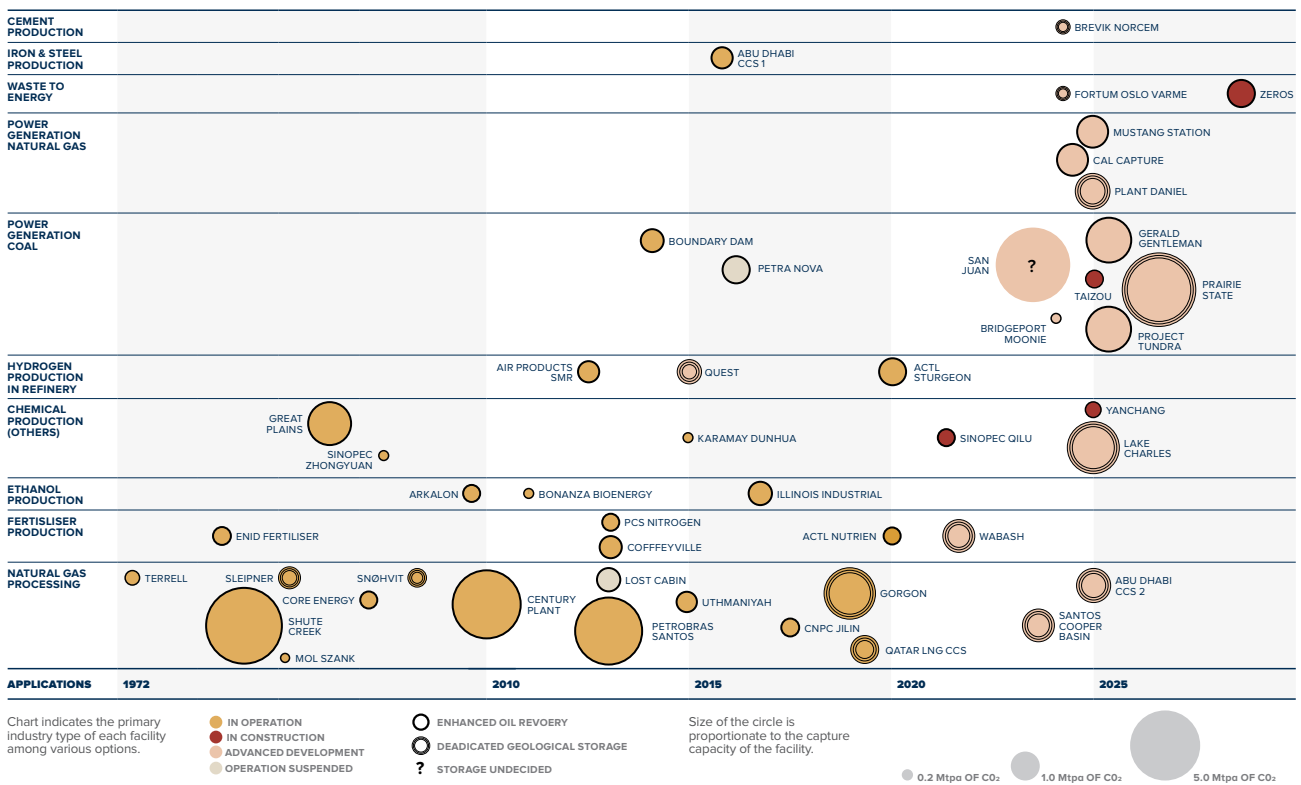 CEMENT
PRODUCTION
BREVIK NORCEM
IRON & STEEL
PRODUCTION
ABU DHABI
CCS 1
WASTE TO
ENERGY
FORTUM OSLO VARME
ZEROS
POWER
GENERATION
NATURAL GAS
MUSTANG STATION
CAL CAPTURE
PLANT DANIEL
POWER
GENERATION
COAL
BOUNDARY DAM
PETRA NOVA
SAN
JUAN
?
GERALD
GENTLEMAN
TAIZOU
PRAIRIE
STATE
BRIDGEPORT
MOONIE
PROJECT
TUNDRA
HYDROGEN
PRODUCTION
IN REFINERY
AIR PRODUCTS
SMR
QUEST
ACTL
STURGEON
CHEMICAL
PRODUCTION
(OTHERS)
GREAT
PLAINS
SINOPEC
ZHONGYUAN
KARAMAY DUNHUA
SINOPEC QILU
YANCHANG
LAKE
CHARLES
ETHANOL
PRODUCTION
ARKALON
BONANZA BIOENERGY
ILLINOIS INDUSTRIAL
FERTISLISER
PRODUCTION
ENID FERTILISER
PCS NITROGEN
COFFFEYVILLE
ACTL NUTRIEN
WABASH
NATURAL GAS
PROCESSING
TERRELL
SLEIPNER
SNØHVIT
CORE ENERGY
SHUTE
CREEK
MOL SZANK
CENTURY
PLANT
LOST CABIN
PETROBRAS
SANTOS
UTHMANIYAH
CNPC JILIN
GORGON
QATAR LNG CCS
ABU DHABI
CCS 2
SANTOS
COOPER
BASIN
APPLICATIONS
1972
2010
2015
2020
2025
Chart indicates the primary
industry type of each facility
among various options.
IN OPERATION
IN CONSTRUCTION
ADVANCED DEVELOPMENT
OPERATION SUSPENDED
ENHANCED OIL REVOERY
DEADICATED GEOLOGICAL STORAGE
? STORAGE UNDECIDED
Size of the circle is
proportionate to the capture
capacity of the facility.
0.2 Mtpa OF C0₂
1.0 Mtpa OF C0₂
5.0 Mtpa OF C0₂